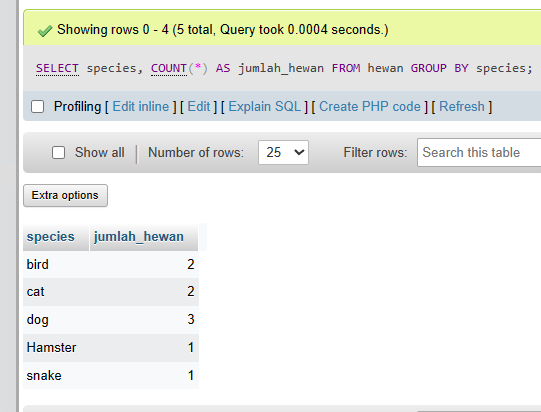 Showing rows 0 - 4 (5 total, Query took 0.0004 seconds.)
SELECT species, COUNT(*) AS jumlah_hewan FROM hewan GROUP BY species;
Profiling [ Edit inline ] [ Edit ] [ Explain SQL ] [ Create PHP code ] [ Refresh ]
Show all | Number of rows: 25 Filter rows: Search this table
Extra options
species jumlah_hewan
bird 2
cat 2
dog 3
Hamster 1
snake 1